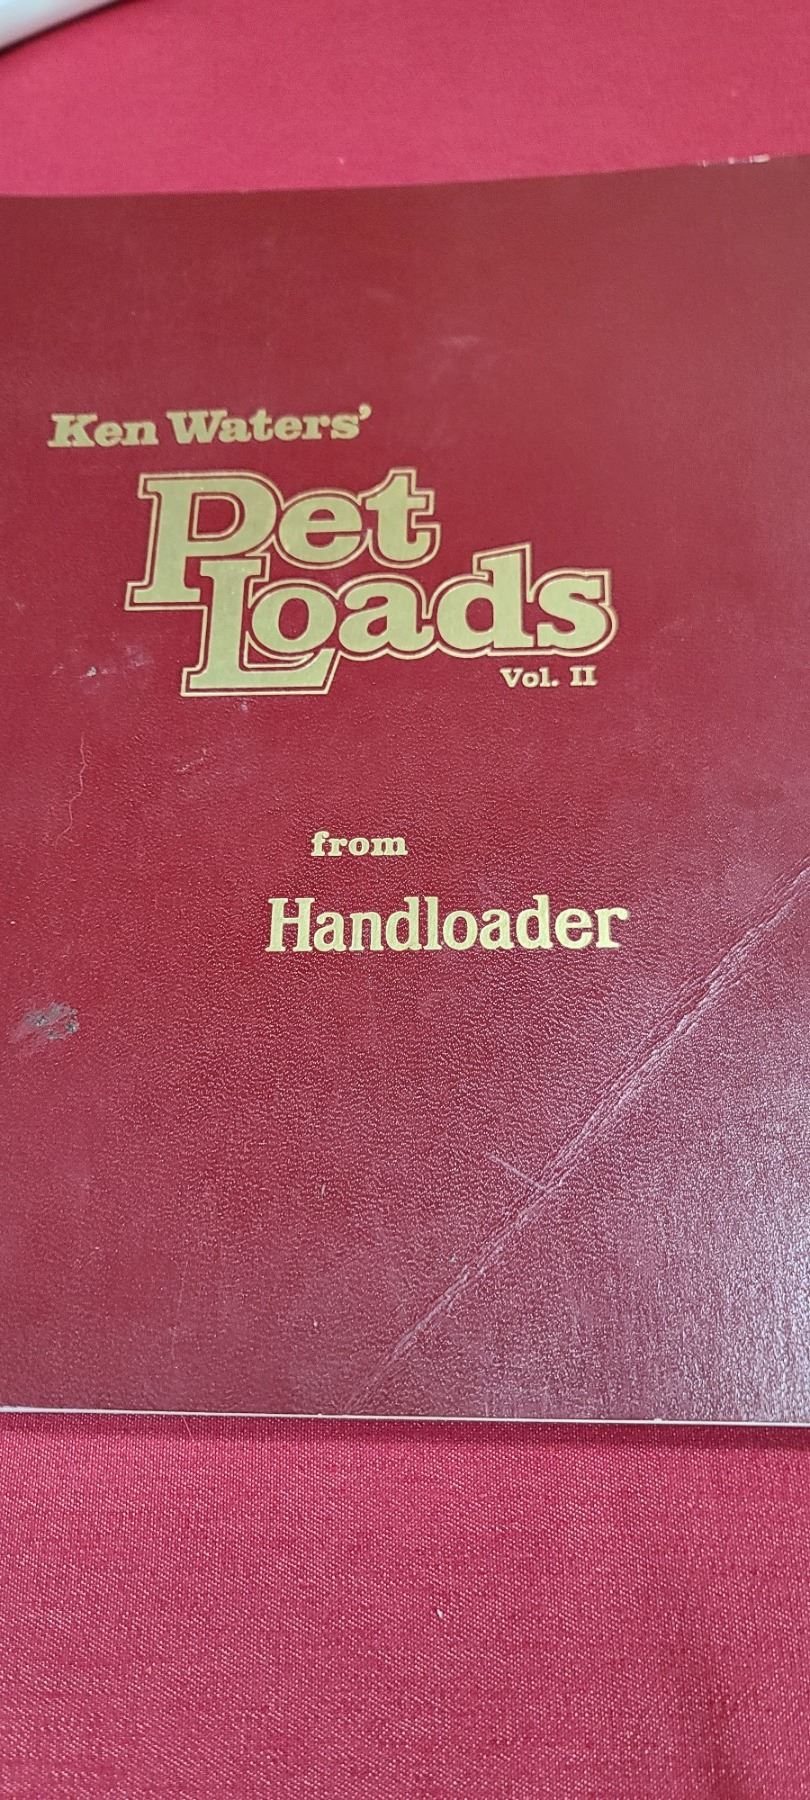 Ken Waters'
Pet
Loads
Vol. II
from
Handloader